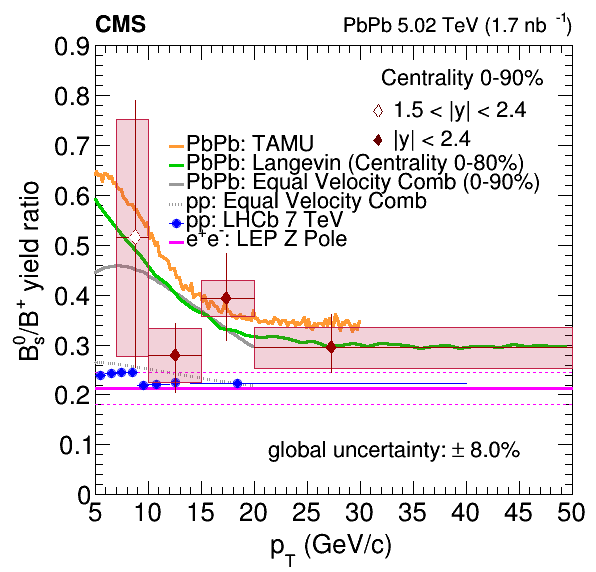 CMS PbPb 5.02 TeV (1.7 nb⁻¹)
Centrality 0-90%
1.5 < |y| < 2.4
|y| < 2.4
PbPb: TAMU
PbPb: Langevin (Centrality 0-80%)
PbPb: Equal Velocity Comb (0-90%)
pp: Equal Velocity Comb
pp: LHCb 7 TeV
e⁺e⁻: LEP Z Pole
global uncertainty: ± 8.0%
B⁰ₛ/B⁺ yield ratio
0.9
0.8
0.7
0.6
0.5
0.4
0.3
0.2
0.1
0
5 10 15 20 25 30 35 40 45 50
p_T (GeV/c)